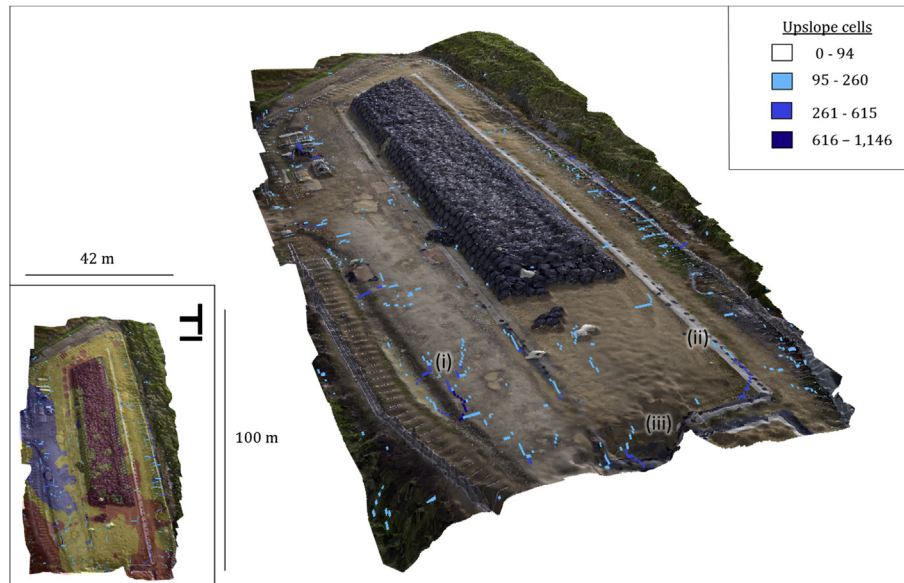 Upslope cells
0 - 94
95 - 260
261 - 615
616 – 1,146
42 m
100 m
(i)
(ii)
(iii)